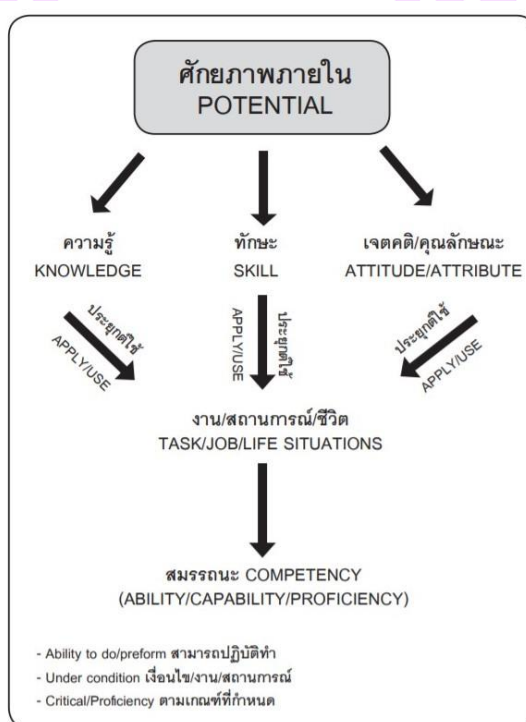 ศักยภาพภายใน
POTENTIAL
ความรู้
KNOWLEDGE
ทักษะ
SKILL
เจตคติ/คุณลักษณะ
ATTITUDE/ATTRIBUTE
ประยุกต์ใช้
APPLY/USE
APPLY/USE
ประยุกต์ใช้
ประยุกต์ใช้
APPLY/USE
งาน/สถานการณ์/ชีวิต
TASK/JOB/LIFE SITUATIONS
สมรรถนะ COMPETENCY
(ABILITY/CAPABILITY/PROFICIENCY)
- Ability to do/preform สามารถปฏิบัติทำ
- Under condition เงื่อนไข/งาน/สถานการณ์
- Critical/Proficiency ตามเกณฑ์ที่กำหนด